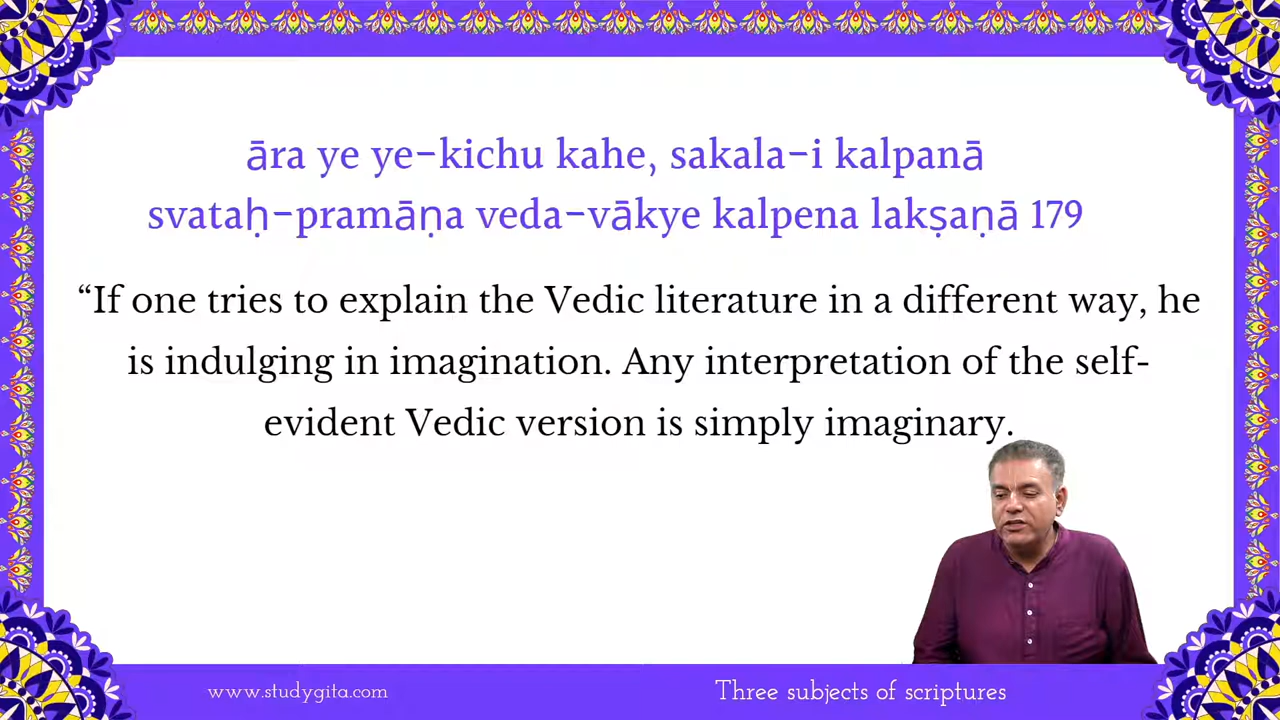 āra ye ye-kichu kahe, sakala-i kalpanā
svataḥ-pramāṇa veda-vākye kalpena lakṣaṇā 179
“If one tries to explain the Vedic literature in a different way, he
is indulging in imagination. Any interpretation of the self-
evident Vedic version is simply imaginary.
www.studygita.com
Three subjects of scriptures